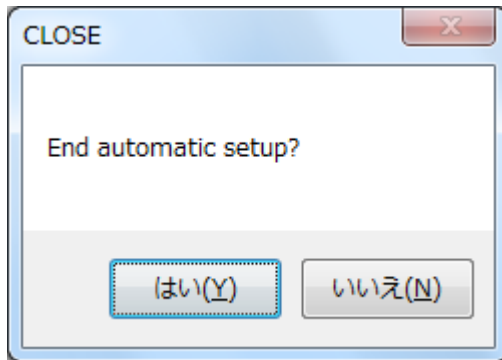 CLOSE
End automatic setup?
はい(Y)
いいえ(N)